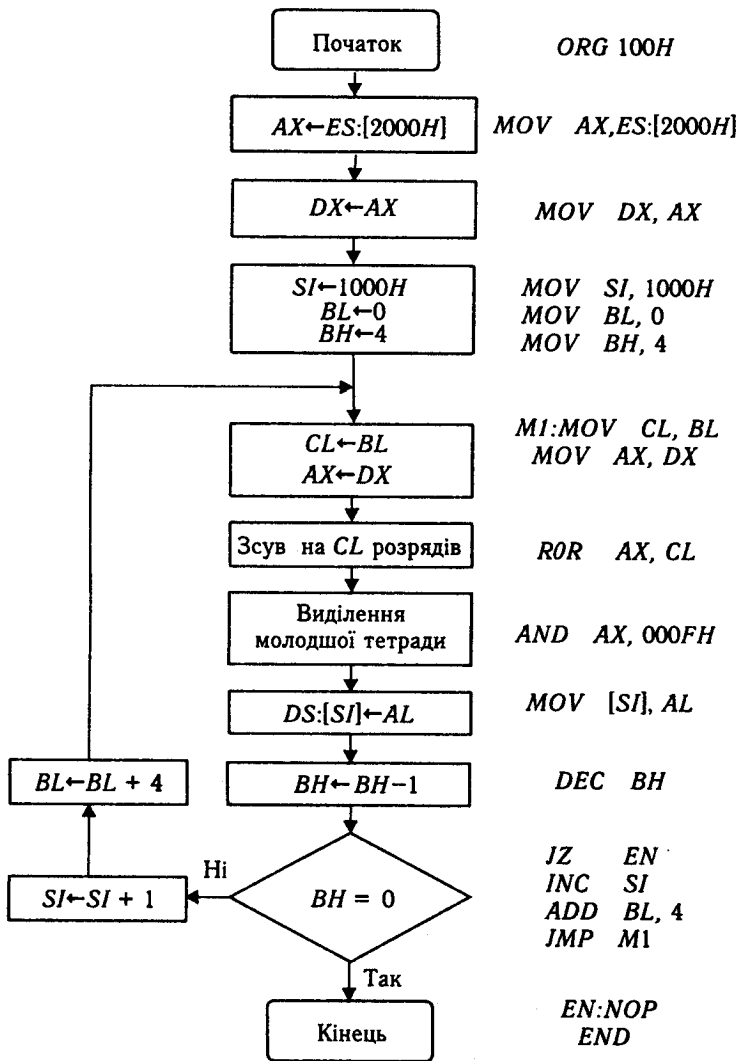 Початок
ORG 100H
AX←ES:[2000H]
MOV AX,ES:[2000H]
DX←AX
MOV DX, AX
SI←1000H
BL←0
BH←4
MOV SI, 1000H
MOV BL, 0
MOV BH, 4
CL←BL
AX←DX
M1:MOV CL, BL
MOV AX, DX
Зсув на CL розрядів
ROR AX, CL
Виділення
молодшої тетради
AND AX, 000FH
DS:[SI]←AL
MOV [SI], AL
BL←BL + 4
BH←BH−1
DEC BH
Ні
SI←SI + 1
BH = 0
JZ EN
INC SI
ADD BL, 4
JMP M1
Так
Кінець
EN:NOP
END